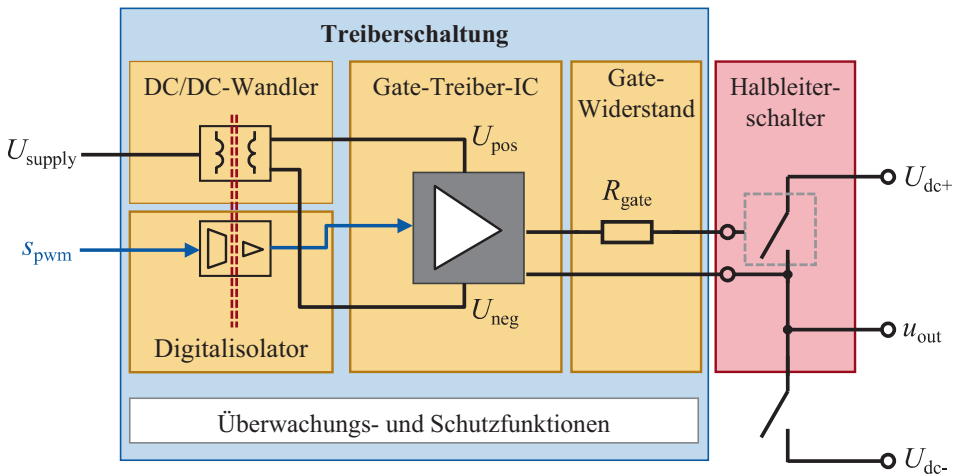 Treiberschaltung
DC/DC-Wandler
Gate-Treiber-IC
Gate-
Widerstand
Halbleiter-
schalter
U_supply
U_pos
R_gate
U_dc+
s_pwm
U_neg
u_out
Digitalisolator
Überwachungs- und Schutzfunktionen
U_dc-